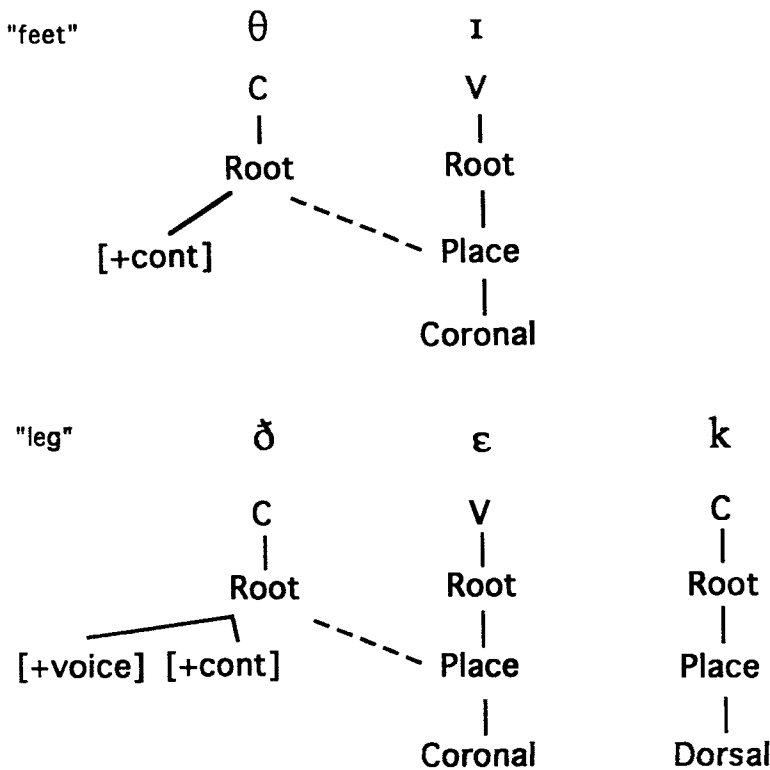 "feet" θ ɪ
C V
Root Root
[+cont] Place
Coronal
"leg" ð ε k
C V C
Root Root Root
[+voice] [+cont] Place Place
Coronal Dorsal